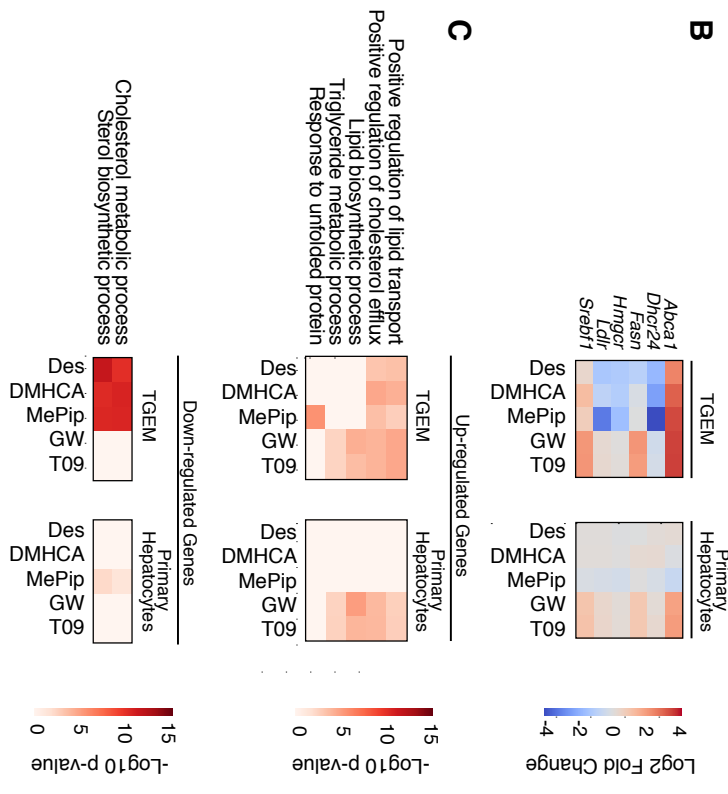 B
TGEM
Primary
Hepatocytes
Abca1
Dhcr24
Fasn
Hmgcr
Ldlr
Srebf1
Des
DMHCA
MePip
GW
T09
Des
DMHCA
MePip
GW
T09
-4
-2
0
2
4
Log2 Fold Change
C
Up-regulated Genes
TGEM
Primary
Hepatocytes
Positive regulation of lipid transport
Positive regulation of cholesterol efflux
Lipid biosynthetic process
Triglyceride metabolic process
Response to unfolded protein
Des
DMHCA
MePip
GW
T09
Des
DMHCA
MePip
GW
T09
0
5
10
15
-Log10 p-value
Down-regulated Genes
TGEM
Primary
Hepatocytes
Cholesterol metabolic process
Sterol biosynthetic process
Des
DMHCA
MePip
GW
T09
Des
DMHCA
MePip
GW
T09
0
5
10
15
-Log10 p-value